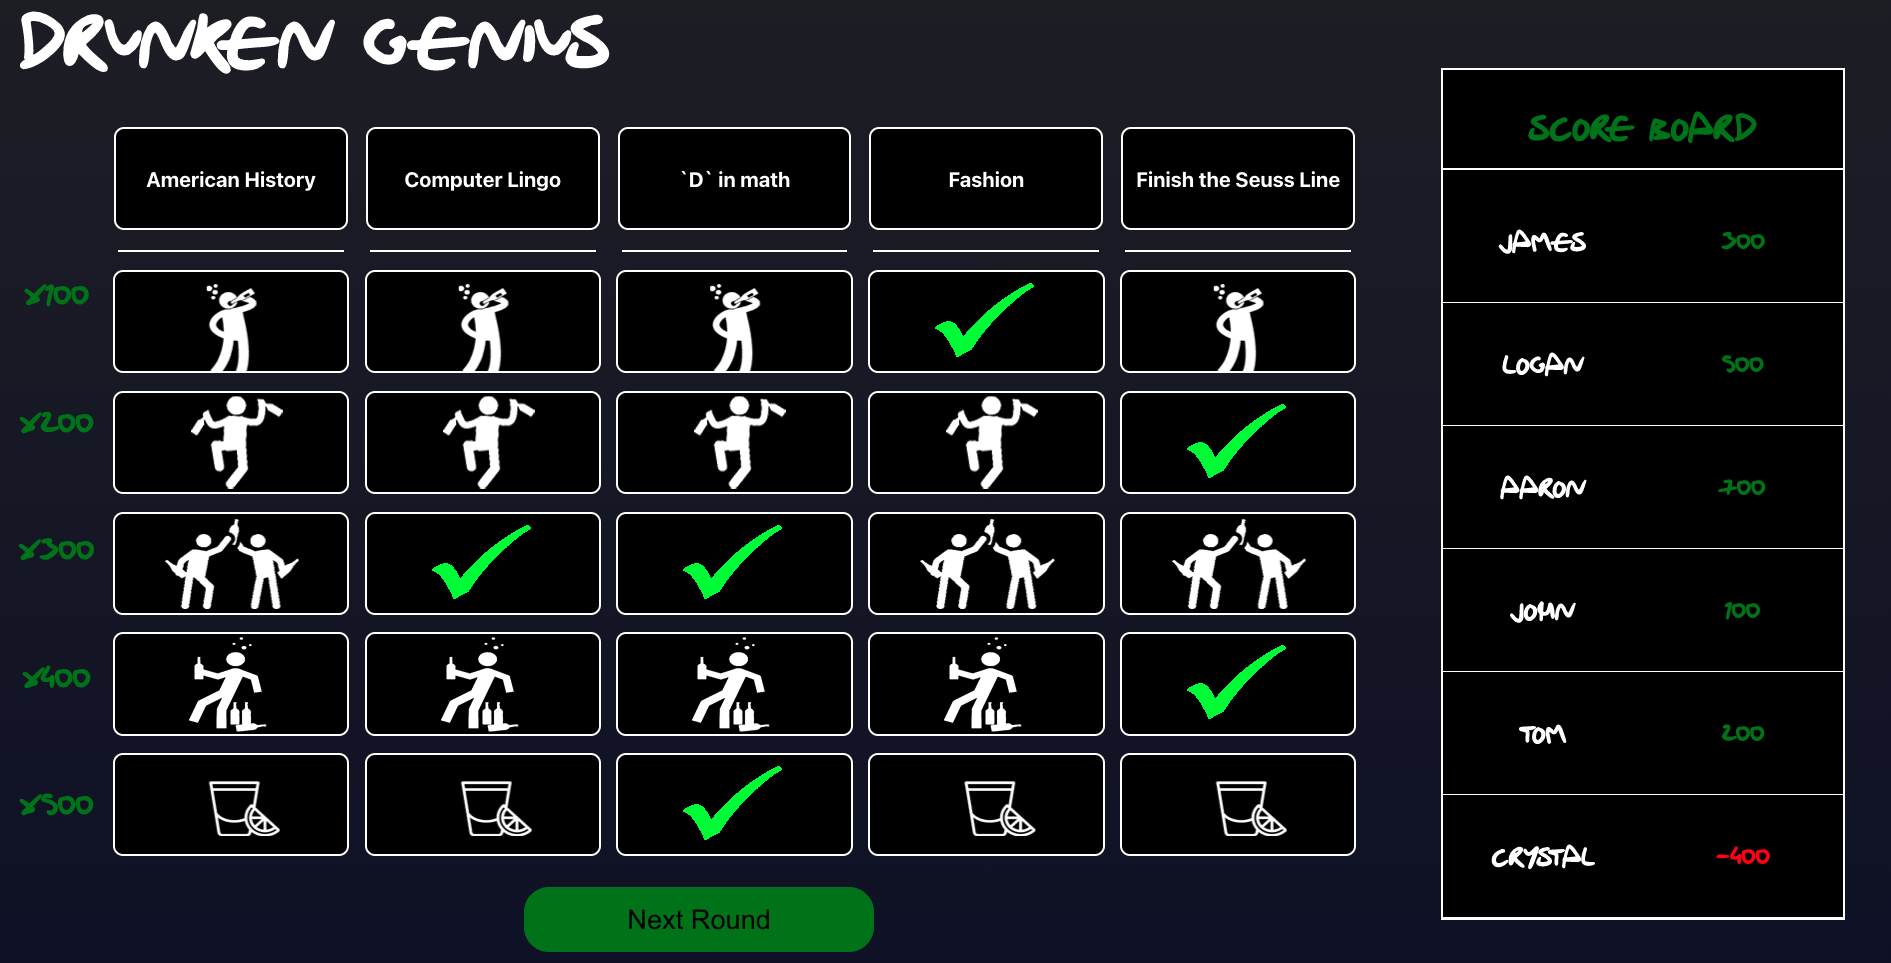 DRUNKEN GENIUS
SCORE BOARD
American History
Computer Lingo
`D` in math
Fashion
Finish the Seuss Line
x100
x200
x300
x400
x500
JAMES 300
LOGAN 500
AARON 700
JOHN 100
TOM 200
CRYSTAL -400
Next Round